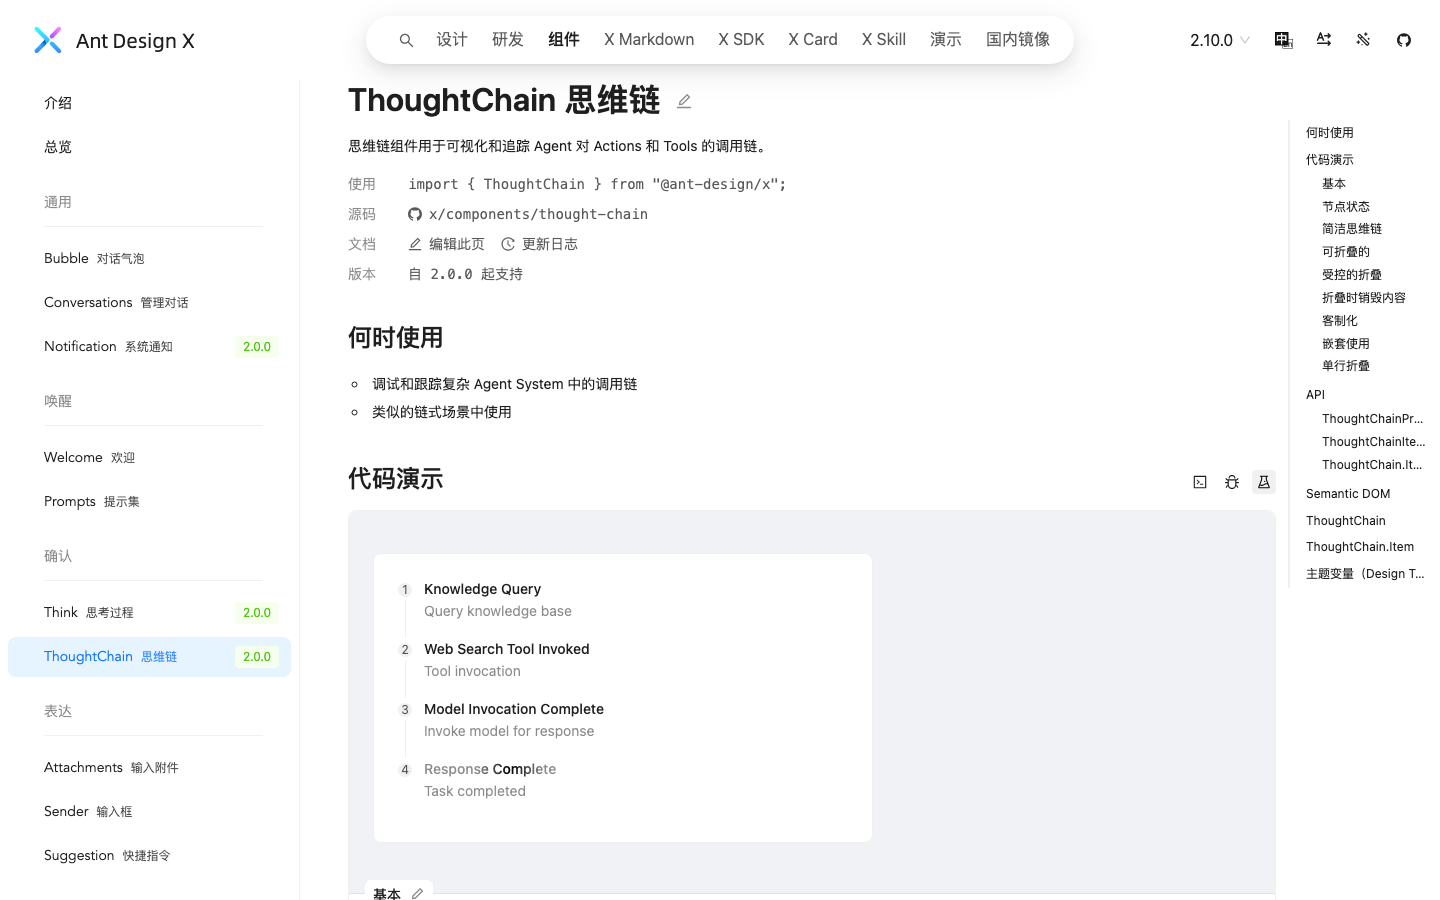 Ant Design X
设计 研发 组件 X Markdown X SDK X Card X Skill 演示 国内镜像
2.10.0
介绍
总览
通用
Bubble 对话气泡
Conversations 管理对话
Notification 系统通知 2.0.0
唤醒
Welcome 欢迎
Prompts 提示集
确认
Think 思考过程 2.0.0
ThoughtChain 思维链 2.0.0
表达
Attachments 输入附件
Sender 输入框
Suggestion 快捷指令
ThoughtChain 思维链
思维链组件用于可视化和追踪 Agent 对 Actions 和 Tools 的调用链。
使用 import { ThoughtChain } from "@ant-design/x";
源码 x/components/thought-chain
文档 编辑此页 更新日志
版本 自 2.0.0 起支持
何时使用
调试和跟踪复杂 Agent System 中的调用链
类似的链式场景中使用
代码演示
1 Knowledge Query
Query knowledge base
2 Web Search Tool Invoked
Tool invocation
3 Model Invocation Complete
Invoke model for response
4 Response Complete
Task completed
基本
何时使用
代码演示
基本
节点状态
简洁思维链
可折叠的
受控的折叠
折叠时销毁内容
客制化
嵌套使用
单行折叠
API
ThoughtChainPr...
ThoughtChainIte...
ThoughtChain.It...
Semantic DOM
ThoughtChain
ThoughtChain.Item
主题变量（Design T...